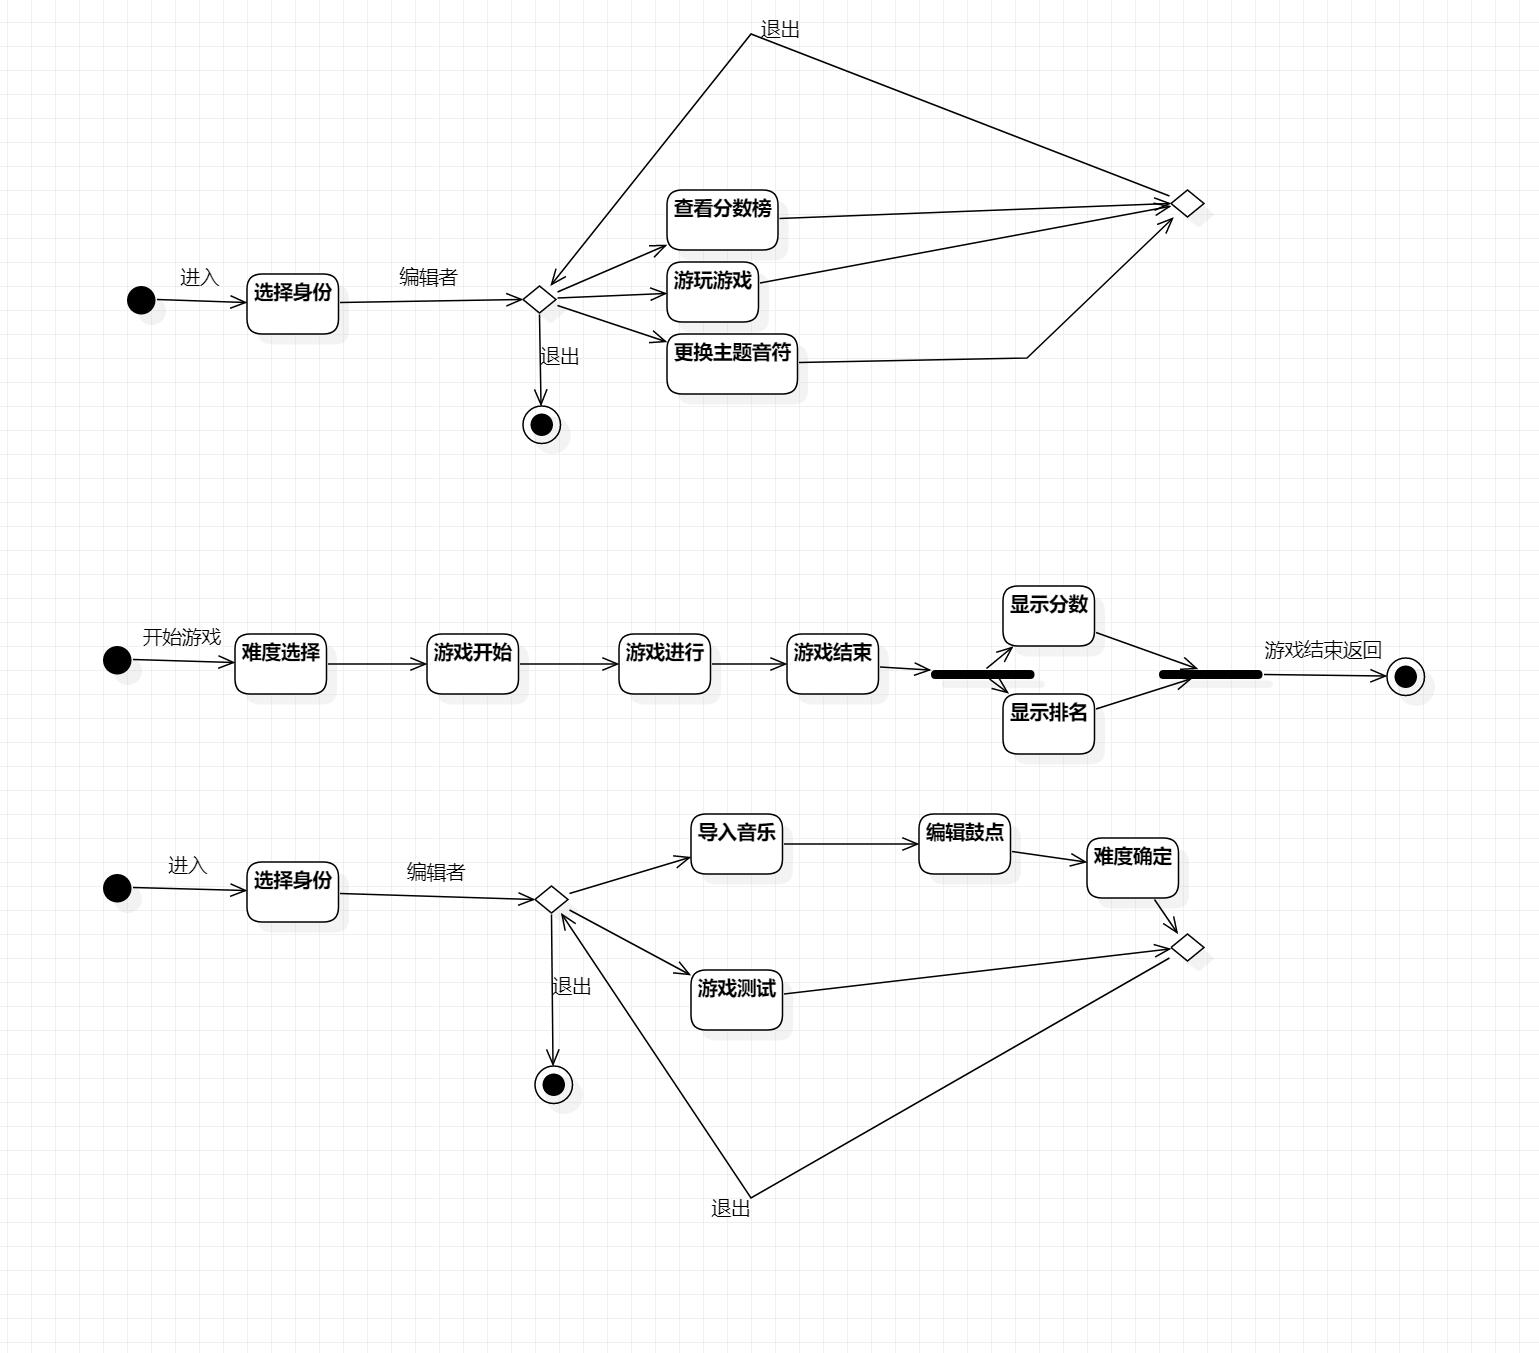 退出
查看分数榜
进入
选择身份
编辑者
游玩游戏
退出
更换主题音符
开始游戏
难度选择
游戏开始
游戏进行
游戏结束
显示分数
显示排名
游戏结束返回
进入
选择身份
编辑者
导入音乐
编辑鼓点
难度确定
退出
游戏测试
退出